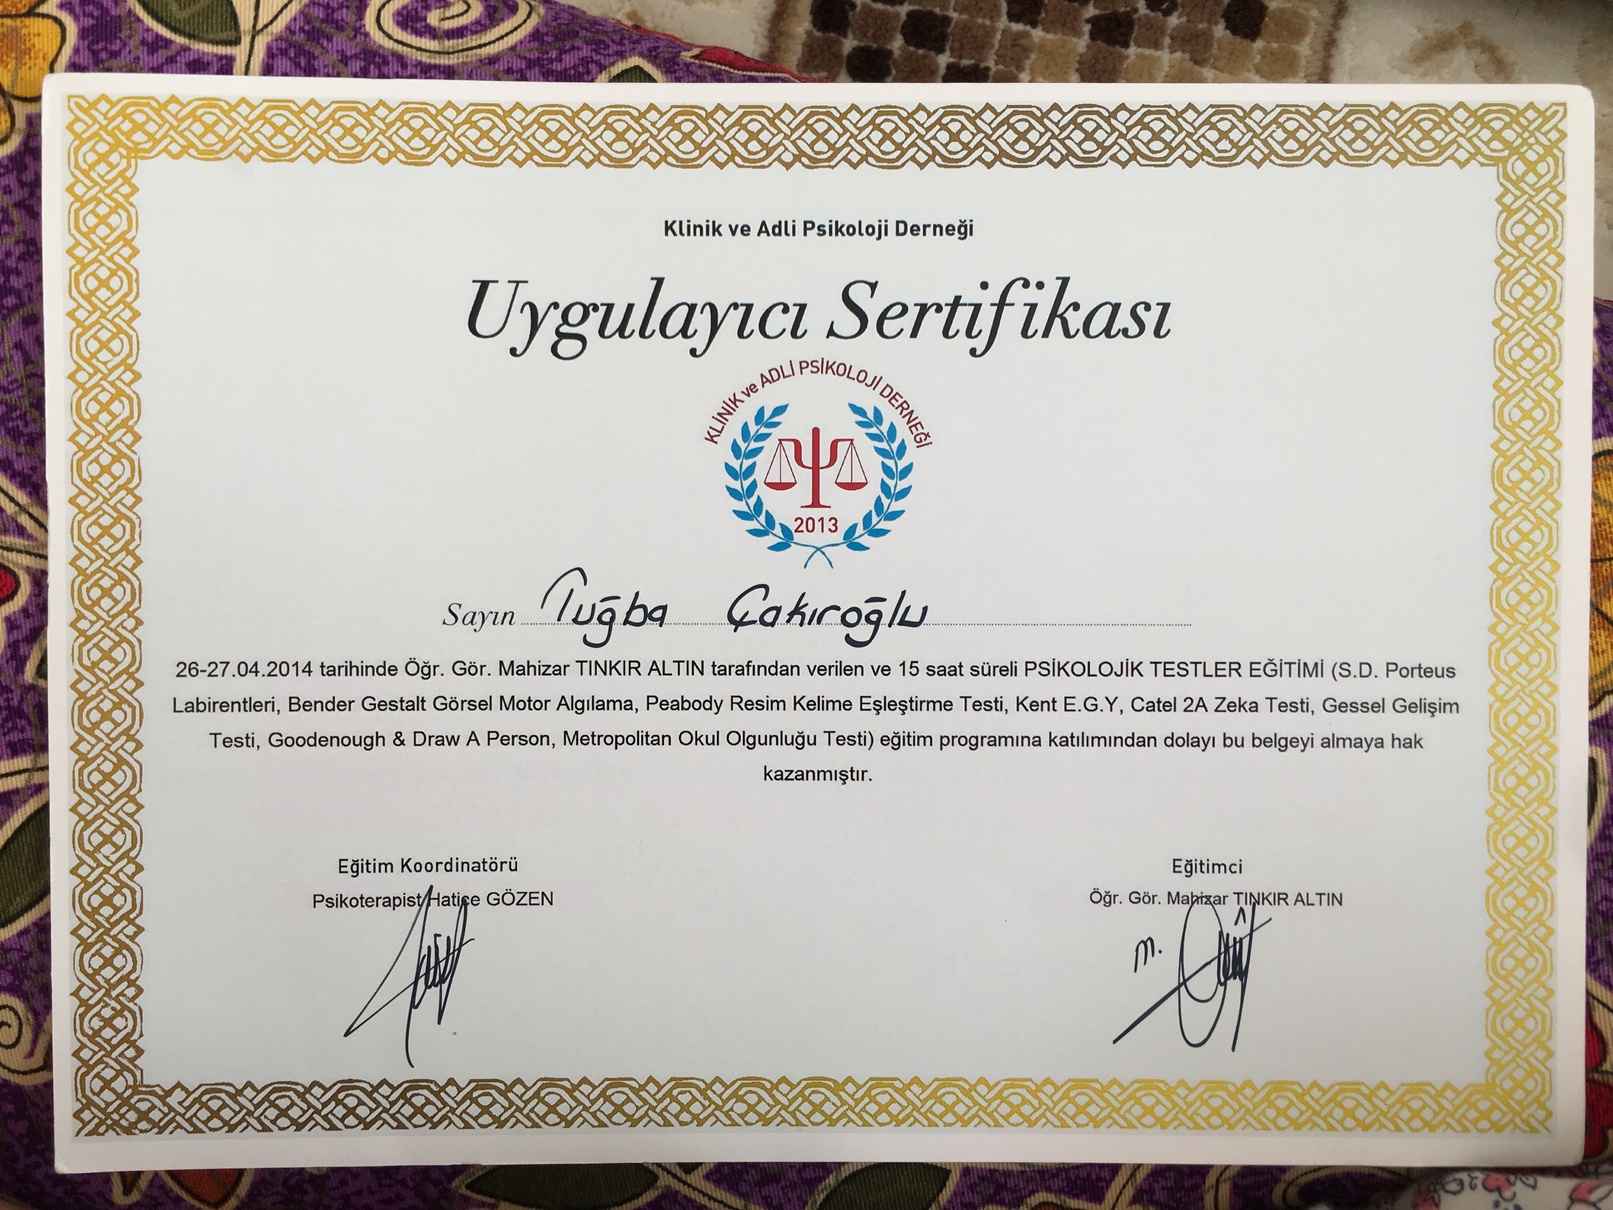 Klinik ve Adli Psikoloji Derneği
Uygulayıcı Sertifikası
KLİNİK ve ADLİ PSİKOLOJİ DERNEĞİ
2013
Sayın Tuğba Çakıroğlu
26-27.04.2014 tarihinde Öğr. Gör. Mahizar TINKIR ALTIN tarafından verilen ve 15 saat süreli PSİKOLOJİK TESTLER EĞİTİMİ (S.D. Porteus
Labirentleri, Bender Gestalt Görsel Motor Algılama, Peabody Resim Kelime Eşleştirme Testi, Kent E.G.Y, Catel 2A Zeka Testi, Gessel Gelişim
Testi, Goodenough & Draw A Person, Metropolitan Okul Olgunluğu Testi) eğitim programına katılımından dolayı bu belgeyi almaya hak
kazanmıştır.
Eğitim Koordinatörü
Psikoterapist Hatice GÖZEN
Eğitimci
Öğr. Gör. Mahizar TINKIR ALTIN